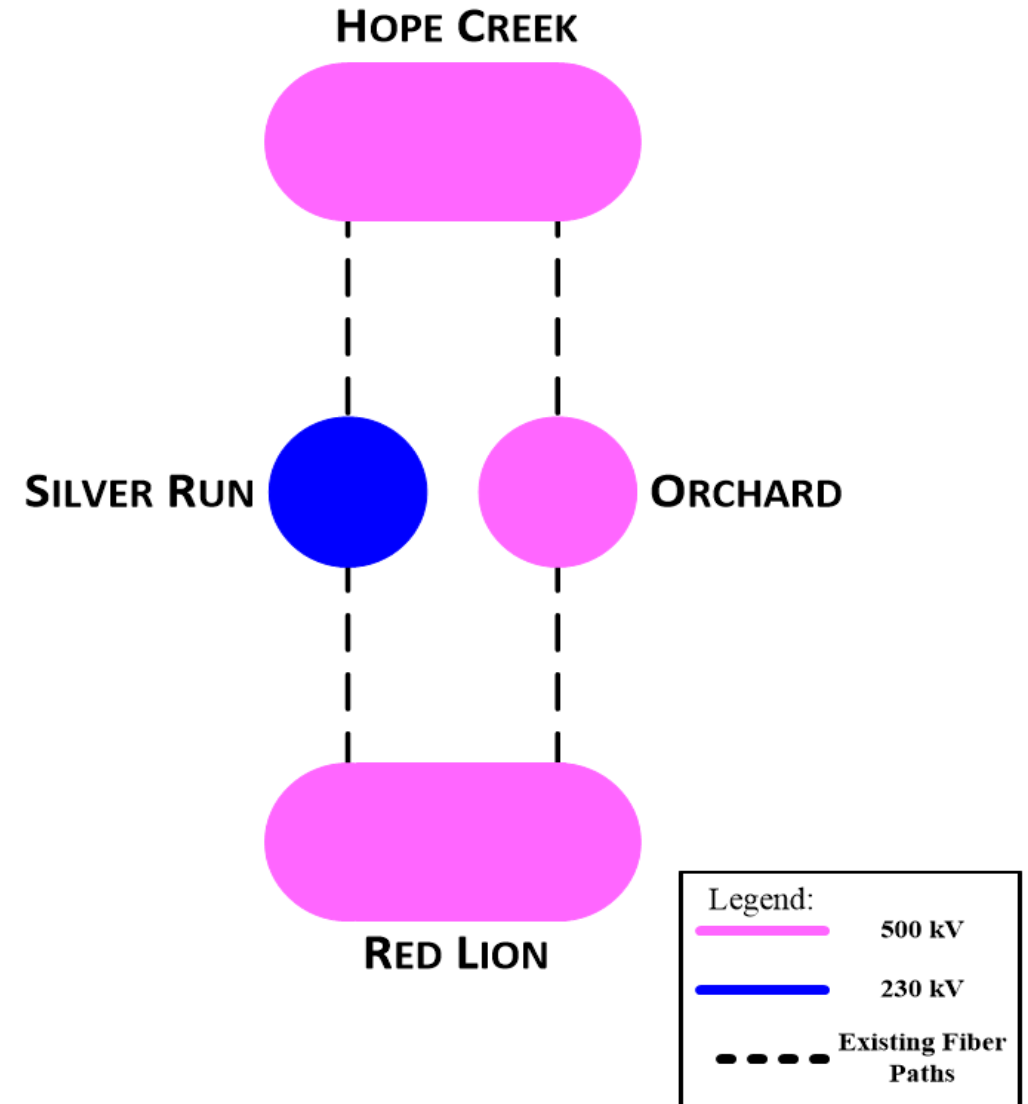 HOPE CREEK
SILVER RUN
ORCHARD
RED LION
Legend:
500 kV
230 kV
Existing Fiber
Paths